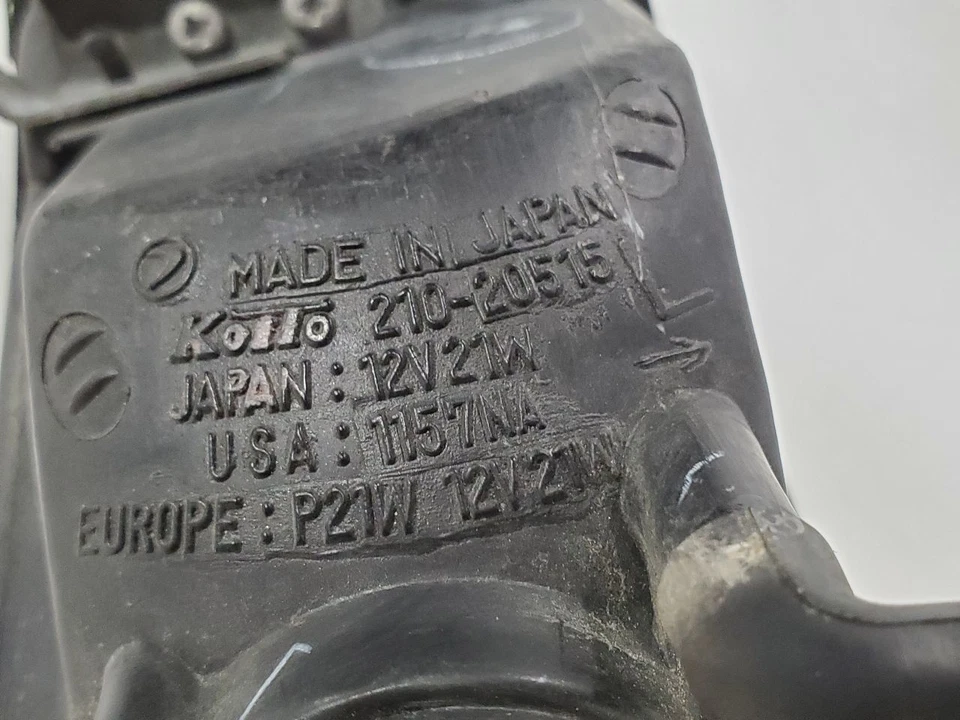 MADE IN JAPAN
KOITO 210-20515 L
JAPAN : 12V21W
USA : 1157NA
EUROPE : P21W 12V21W